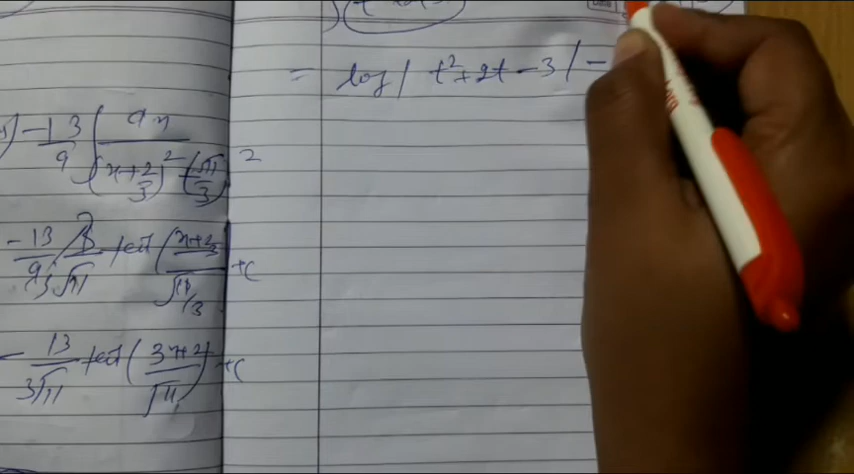 = log| t²+2t-3| -
-13/9 ∫ dx/((x+2/3)²+(√11/3)²)
-13/9 × 3/√11 tan⁻¹((x+2/3)/(√11/3)) +c
- 13/3√11 tan⁻¹((3x+2)/√11) +c
Date